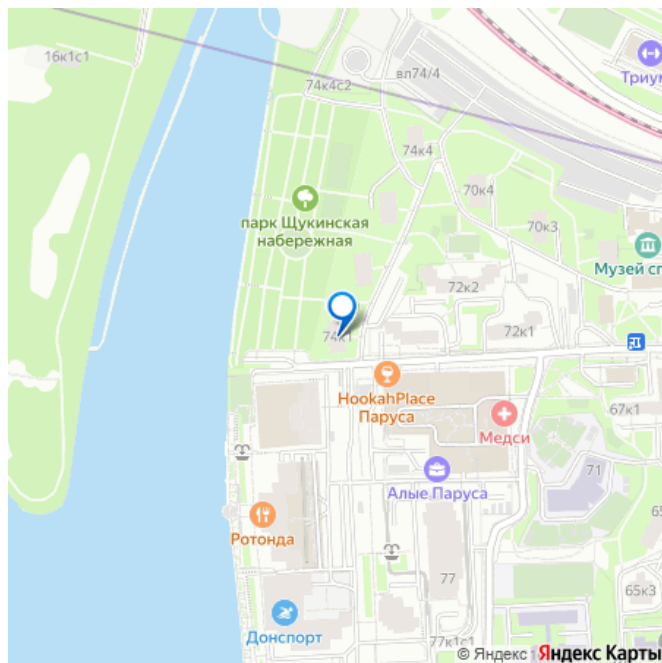 16к1с1
вл74/4
Триум
74к4с2
74к4
70к4
парк Щукинская
набережная
70к3
Музей сп
72к2
74к1
72к1
HookahPlace
Паруса
67к1
Медси
71
Алые Паруса
65
Ротонда
77
65к3
Донспорт
77к1с1
© Яндекс
Яндекс Карты